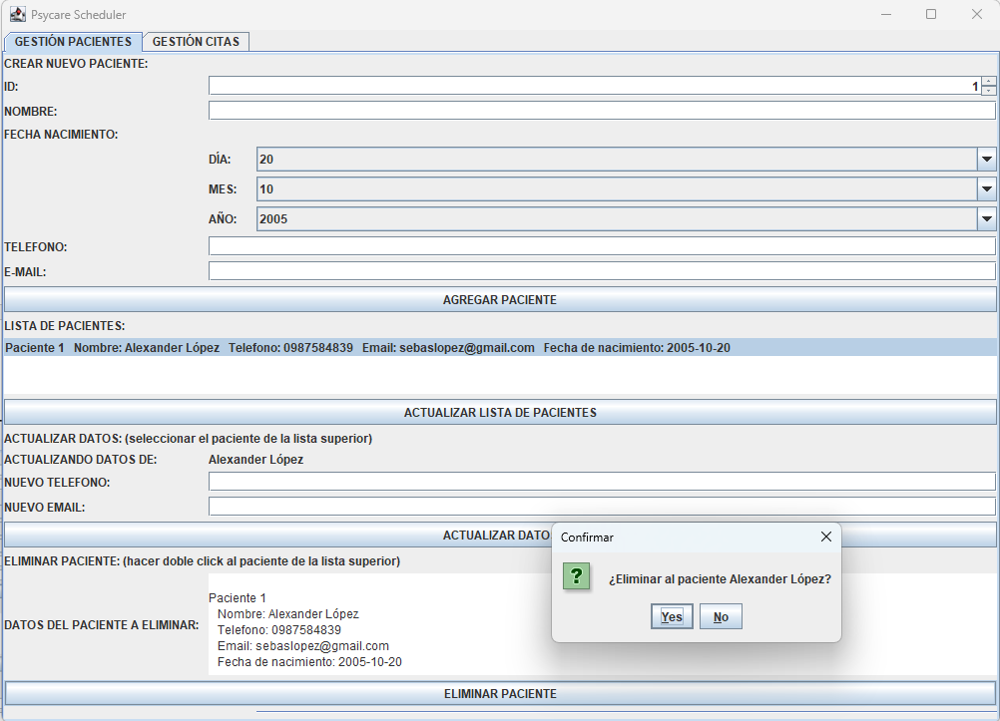 Psycare Scheduler
GESTIÓN PACIENTES GESTIÓN CITAS
CREAR NUEVO PACIENTE:
ID: 1
NOMBRE:
FECHA NACIMIENTO:
DÍA: 20
MES: 10
AÑO: 2005
TELEFONO:
E-MAIL:
AGREGAR PACIENTE
LISTA DE PACIENTES:
Paciente 1 Nombre: Alexander López Telefono: 0987584839 Email: sebaslopez@gmail.com Fecha de nacimiento: 2005-10-20
ACTUALIZAR LISTA DE PACIENTES
ACTUALIZAR DATOS: (seleccionar el paciente de la lista superior)
ACTUALIZANDO DATOS DE: Alexander López
NUEVO TELEFONO:
NUEVO EMAIL:
ACTUALIZAR DATO
ELIMINAR PACIENTE: (hacer doble click al paciente de la lista superior)
DATOS DEL PACIENTE A ELIMINAR:
Paciente 1
Nombre: Alexander López
Telefono: 0987584839
Email: sebaslopez@gmail.com
Fecha de nacimiento: 2005-10-20
ELIMINAR PACIENTE
Confirmar
¿Eliminar al paciente Alexander López?
Yes No